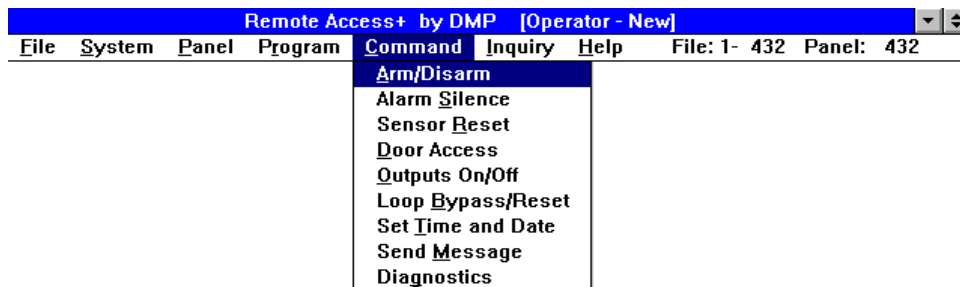 Remote Access+ by DMP [Operator - New]
File System Panel Program Command Inquiry Help File: 1- 432 Panel: 432
Arm/Disarm
Alarm Silence
Sensor Reset
Door Access
Outputs On/Off
Loop Bypass/Reset
Set Time and Date
Send Message
Diagnostics